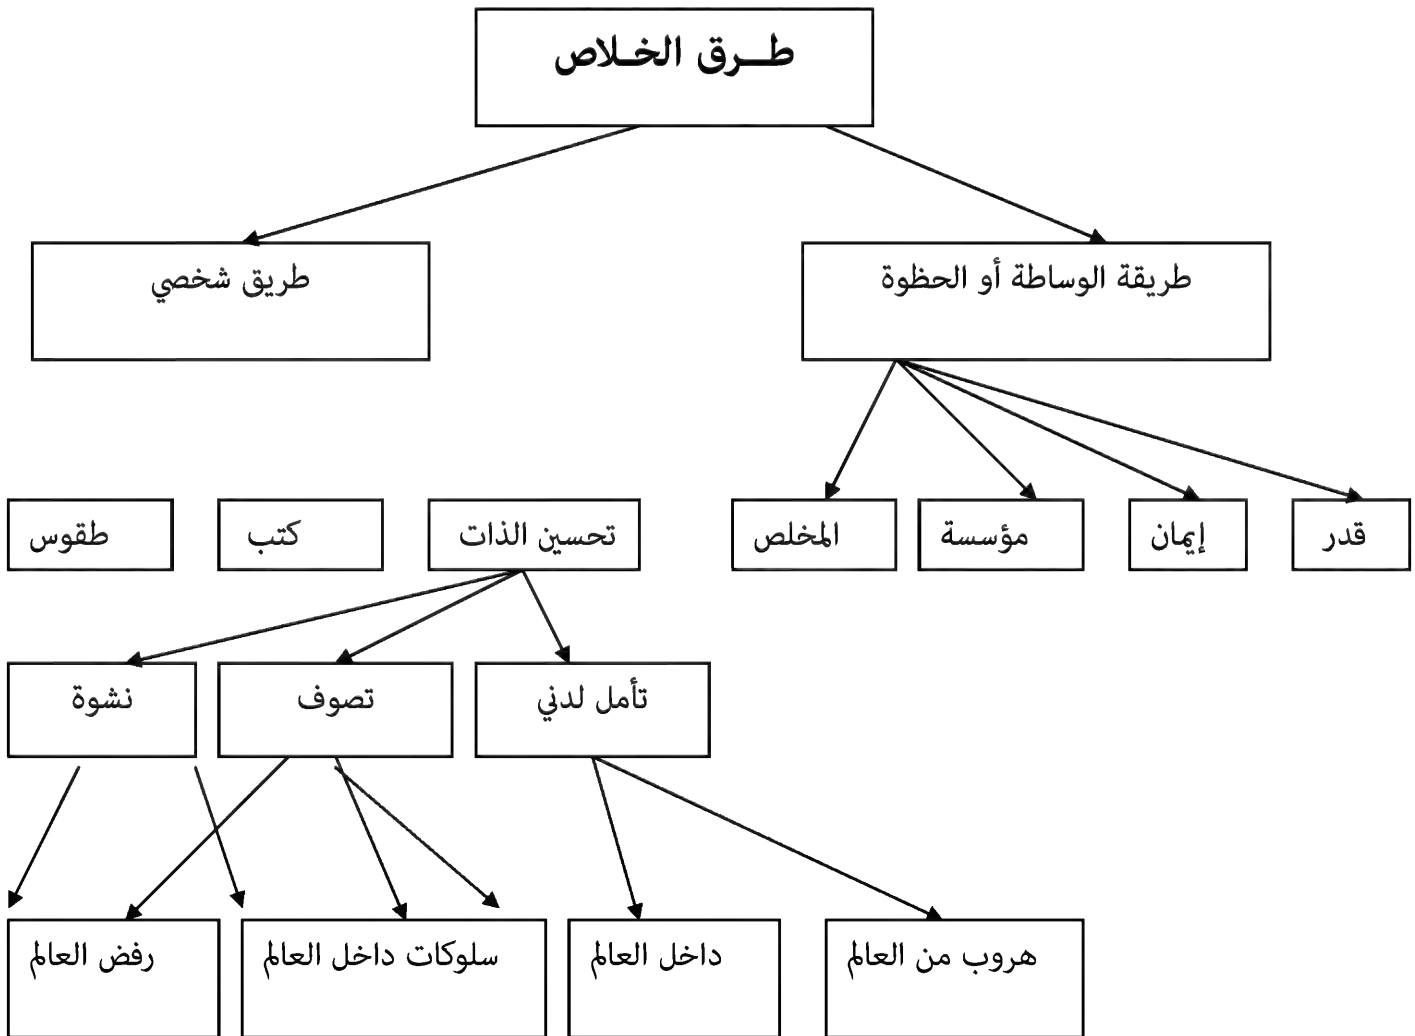 طـرق الخـلاص
طريقة الوساطة أو الحظوة
طريق شخصي
قدر
إيمان
مؤسسة
المخلص
تحسين الذات
كتب
طقوس
تأمل لدني
تصوف
نشوة
هروب من العالم
داخل العالم
سلوكات داخل العالم
رفض العالم